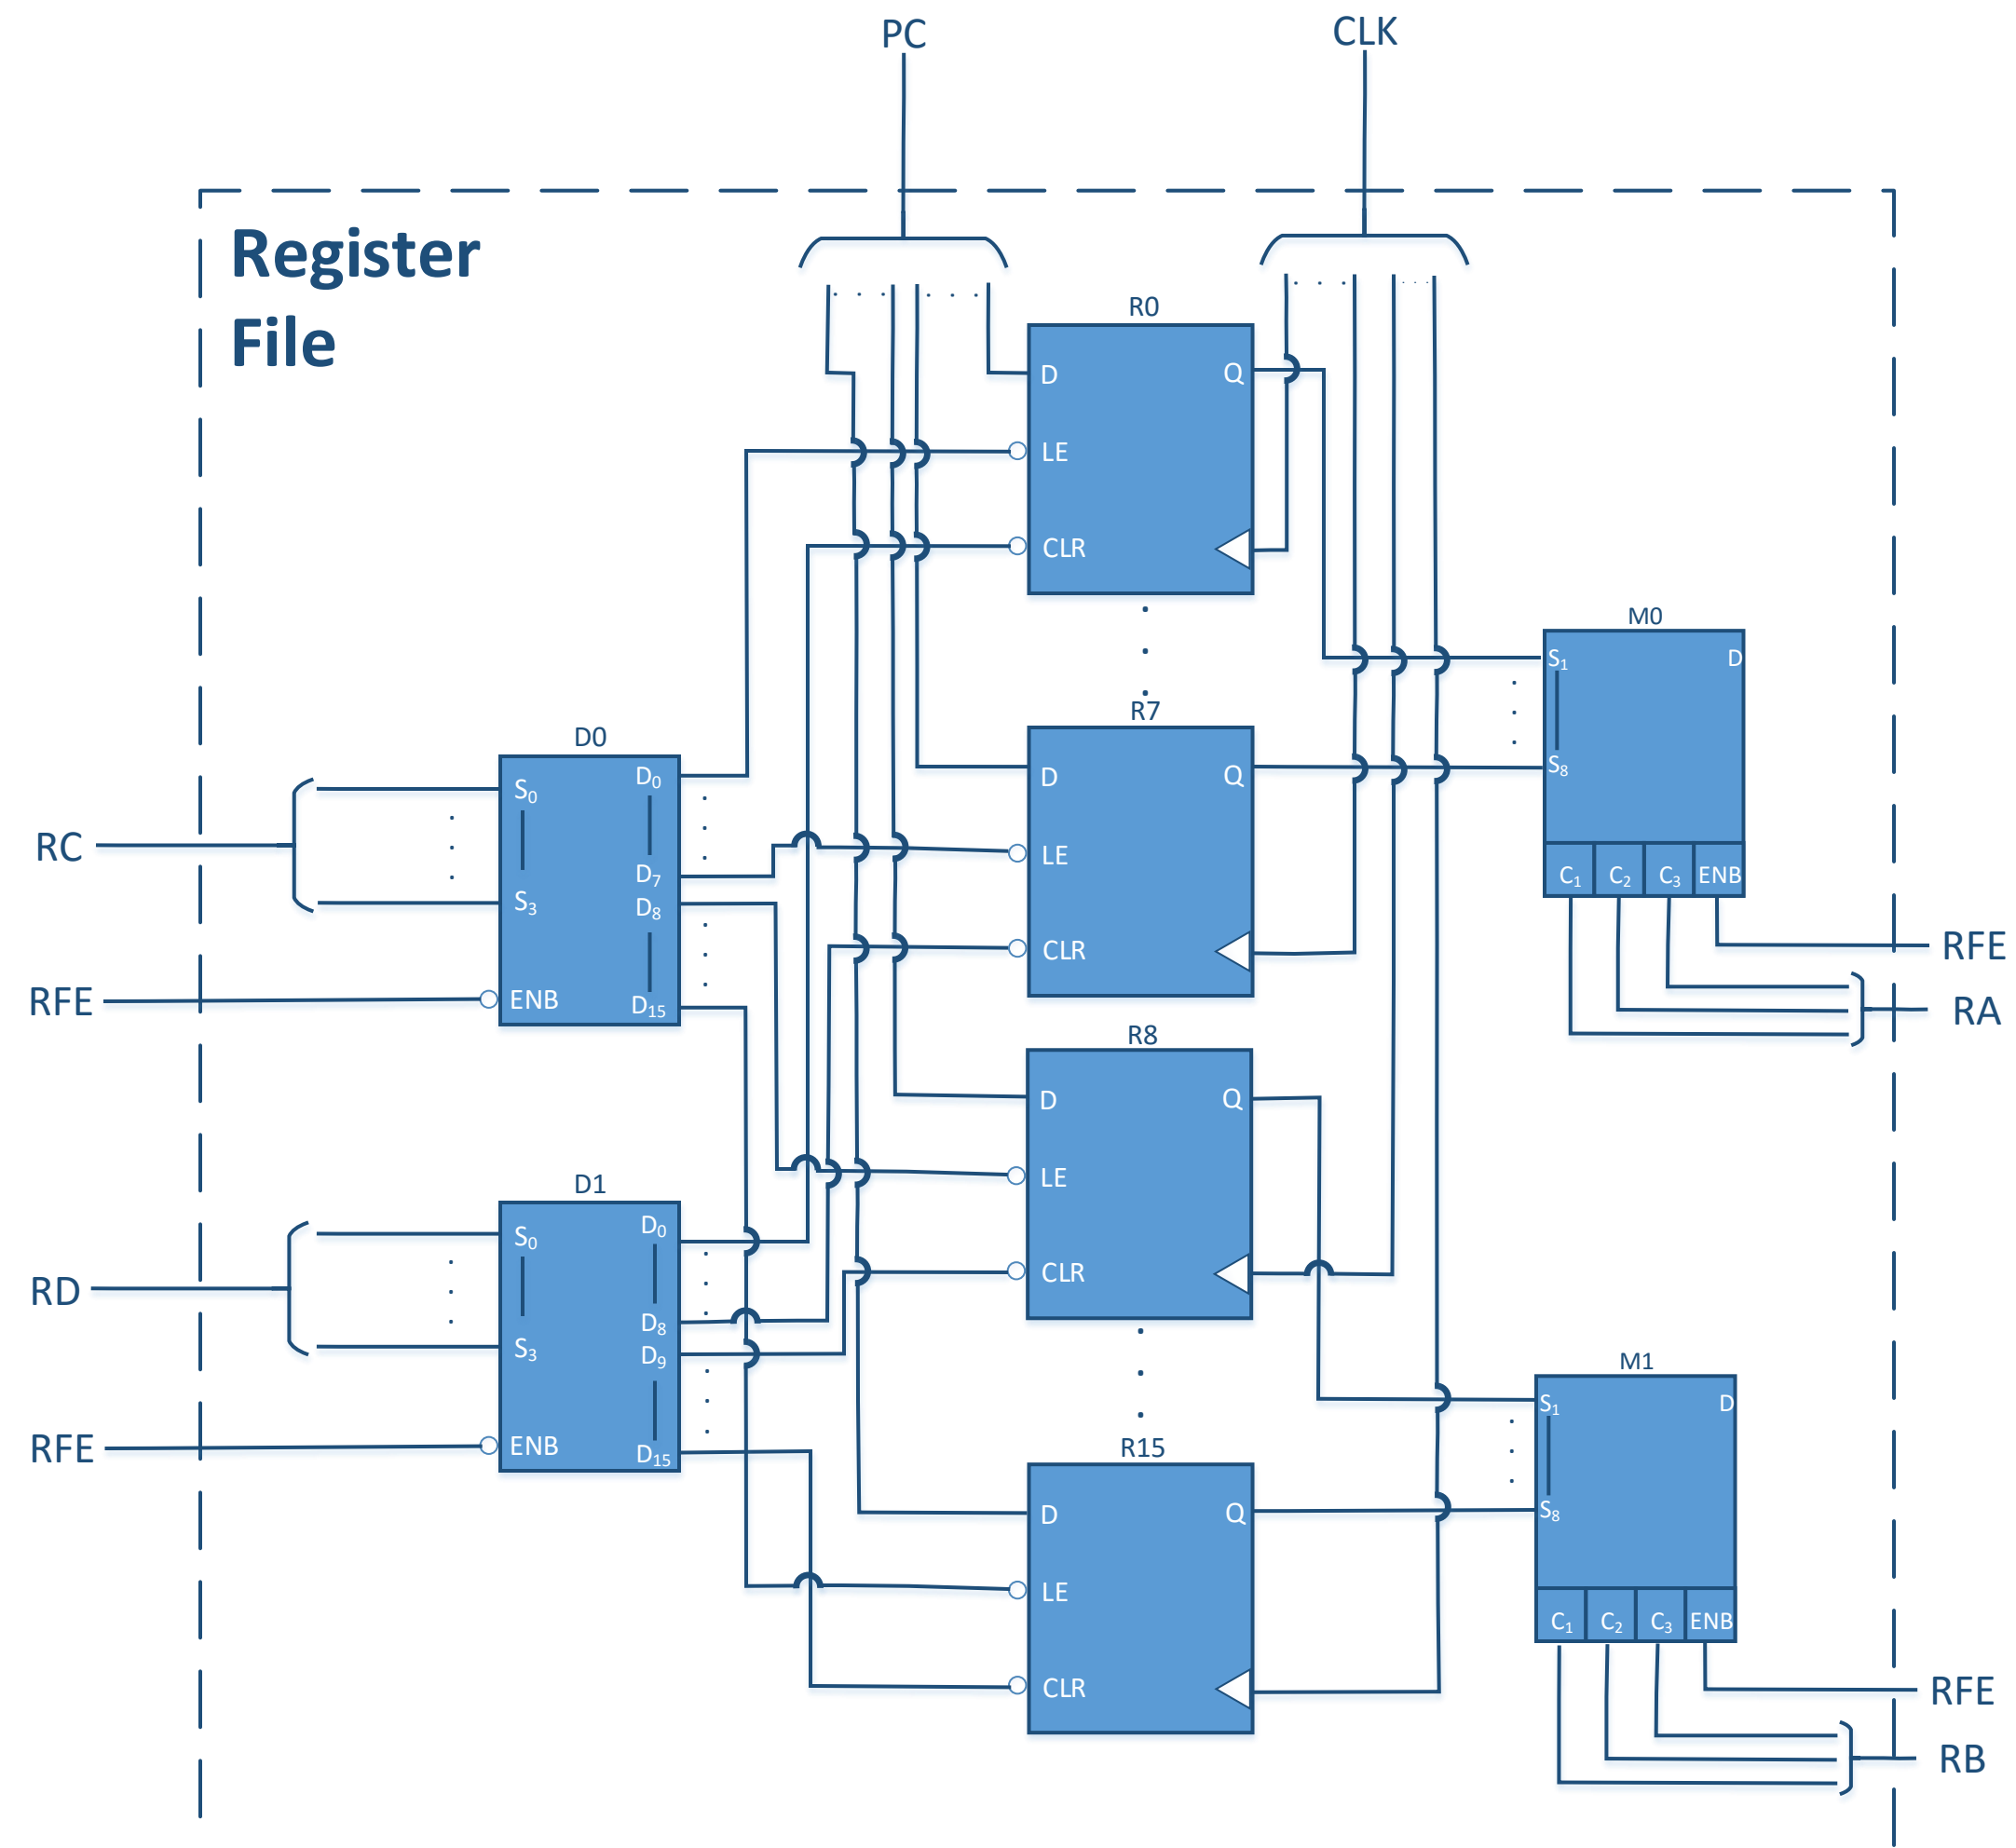 PC
CLK
Register
File
R0
D
Q
LE
CLR
M0
S1
D
S8
C1 C2 C3 ENB
R7
D
Q
LE
CLR
D0
S0
D0
S3
D7
D8
ENB
D15
RC
RFE
RFE
RA
R8
D
Q
LE
CLR
D1
S0
D0
S3
D8
D9
ENB
D15
RD
RFE
M1
S1
D
S8
C1 C2 C3 ENB
R15
D
Q
LE
CLR
RFE
RB